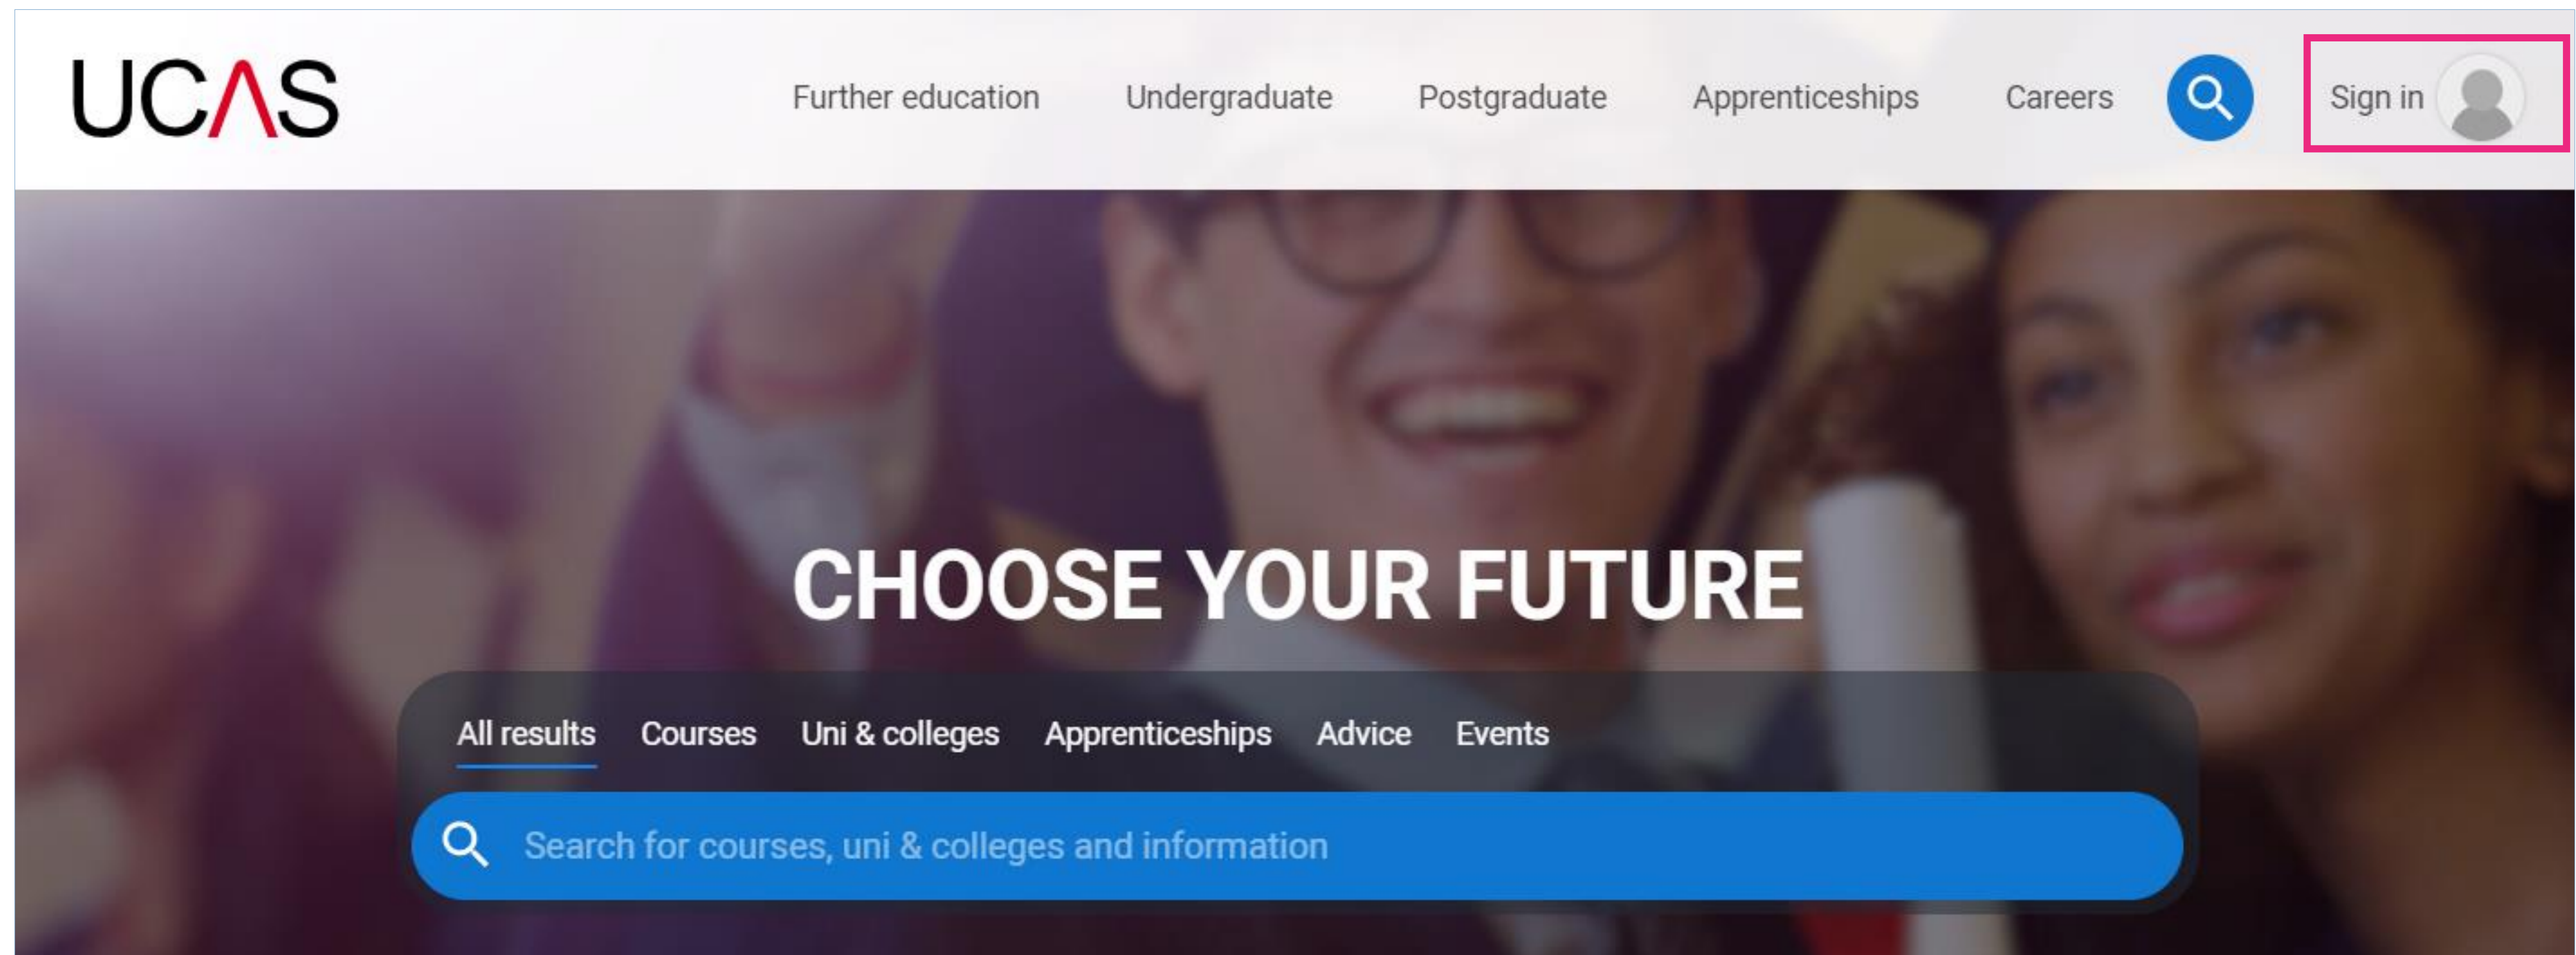 UCAS
Further education Undergraduate Postgraduate Apprenticeships Careers Sign in
CHOOSE YOUR FUTURE
All results Courses Uni & colleges Apprenticeships Advice Events
Search for courses, uni & colleges and information